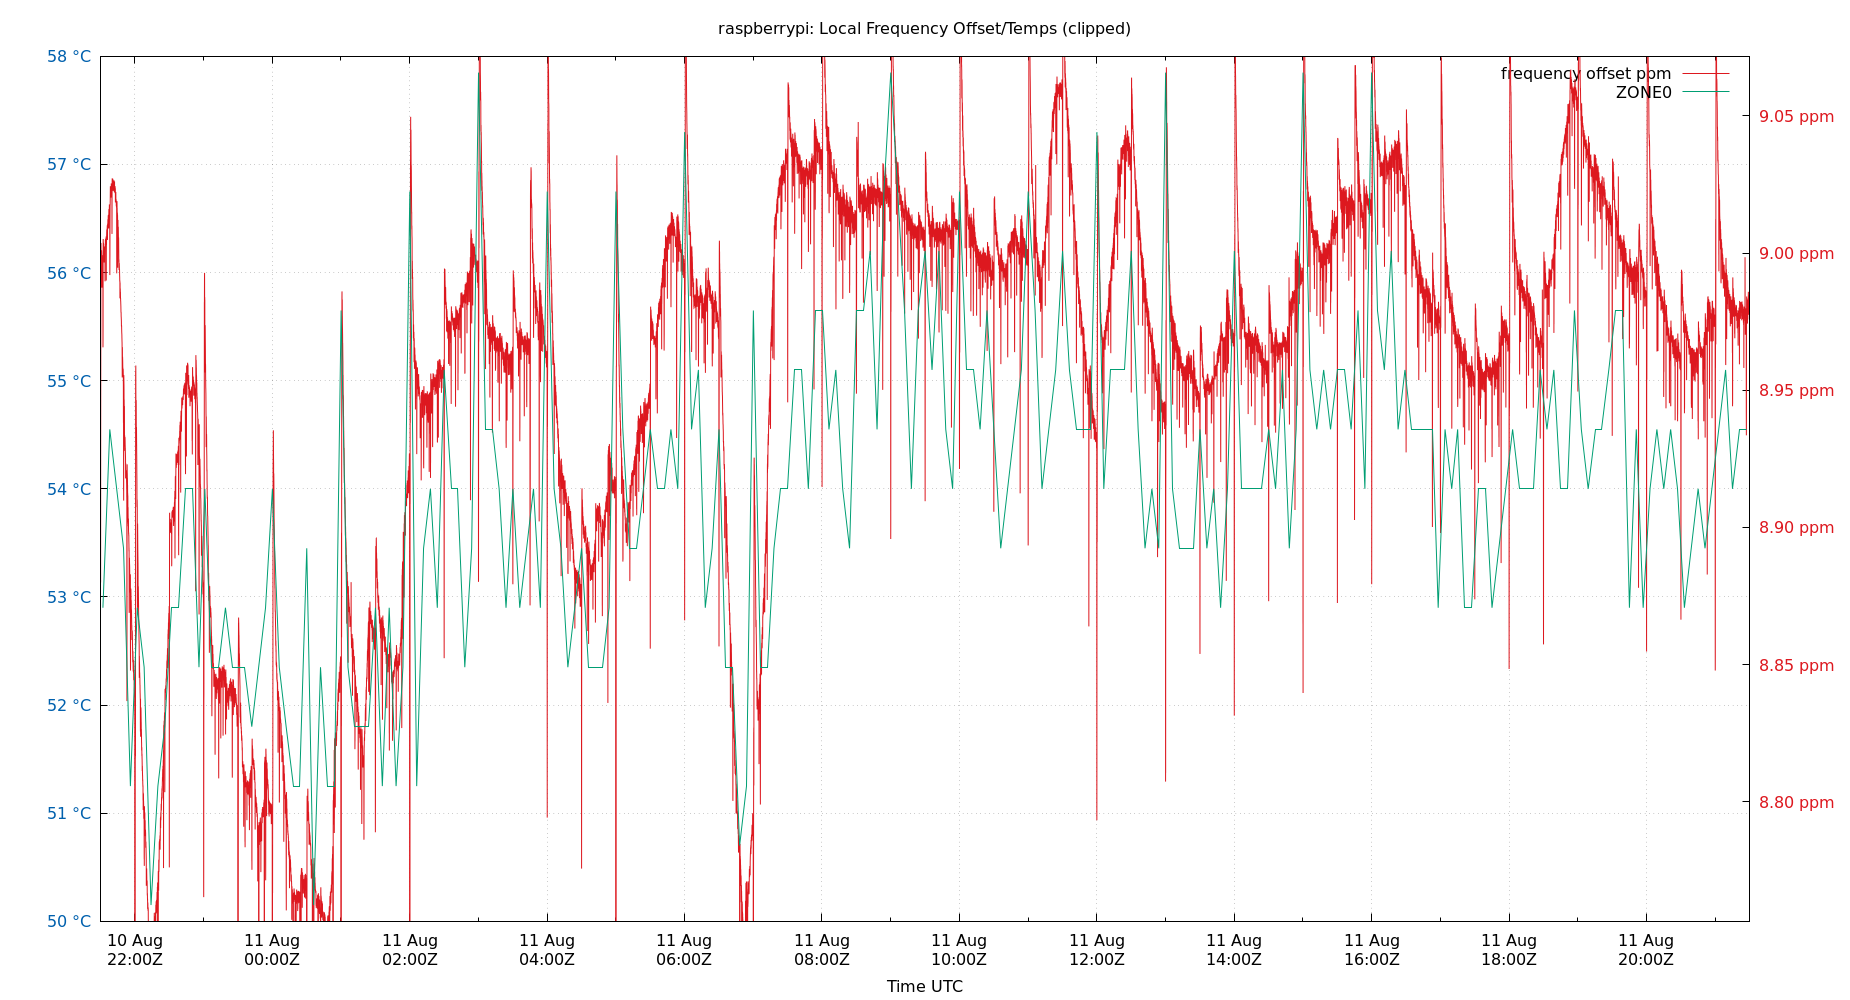 raspberrypi: Local Frequency Offset/Temps (clipped)
58 °C
57 °C
56 °C
55 °C
54 °C
53 °C
52 °C
51 °C
50 °C
frequency offset ppm
ZONE0
9.05 ppm
9.00 ppm
8.95 ppm
8.90 ppm
8.85 ppm
8.80 ppm
10 Aug 11 Aug 11 Aug 11 Aug 11 Aug 11 Aug 11 Aug 11 Aug 11 Aug 11 Aug 11 Aug 11 Aug
22:00Z 00:00Z 02:00Z 04:00Z 06:00Z 08:00Z 10:00Z 12:00Z 14:00Z 16:00Z 18:00Z 20:00Z
Time UTC